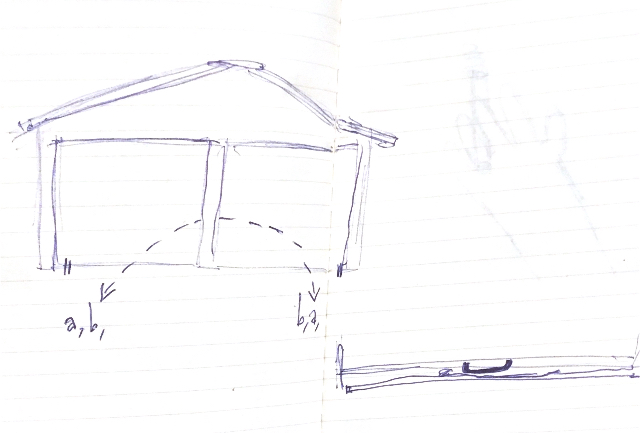 a, b,
b, a,